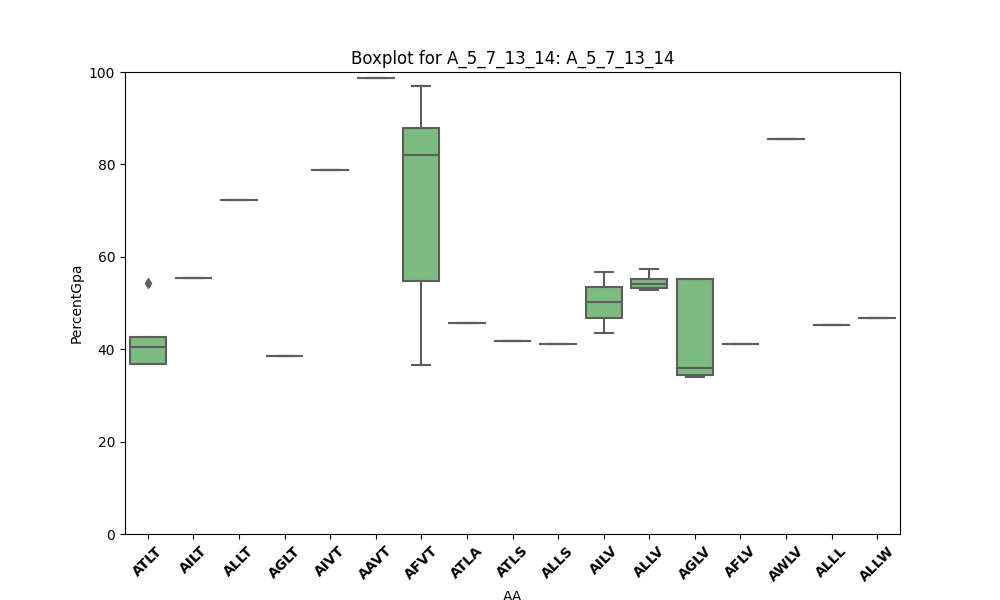 Boxplot for A_5_7_13_14: A_5_7_13_14
100
80
60
40
20
0
PercentGpa
ATLT AILT ALLT AGLT AIVT AAVT AFVT ATLA ATLS ALLS AILV ALLV AGLV AFLV AWLV ALLL ALLW
AA